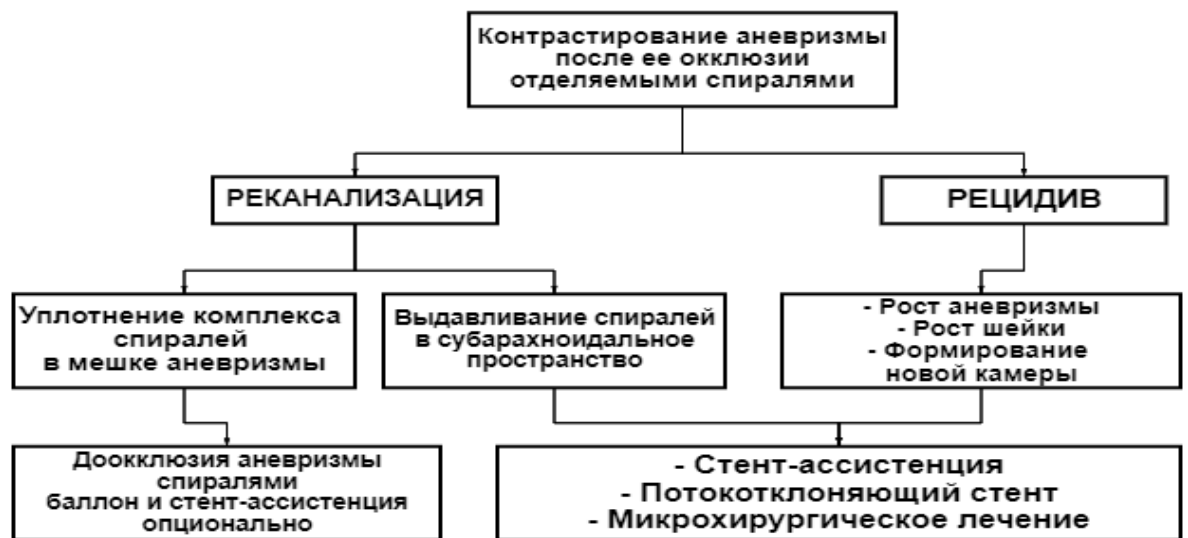 Контрастирование аневризмы
после ее окклюзии
отделяемыми спиралями
РЕКАНАЛИЗАЦИЯ
РЕЦИДИВ
Уплотнение комплекса
спиралей
в мешке аневризмы
Выдавливание спиралей
в субарахноидальное
пространство
- Рост аневризмы
- Рост шейки
- Формирование
новой камеры
Доокклюзия аневризмы
спиралями
баллон и стент-ассистенция
опционально
- Стент-ассистенция
- Потокотклоняющий стент
- Микрохирургическое лечение